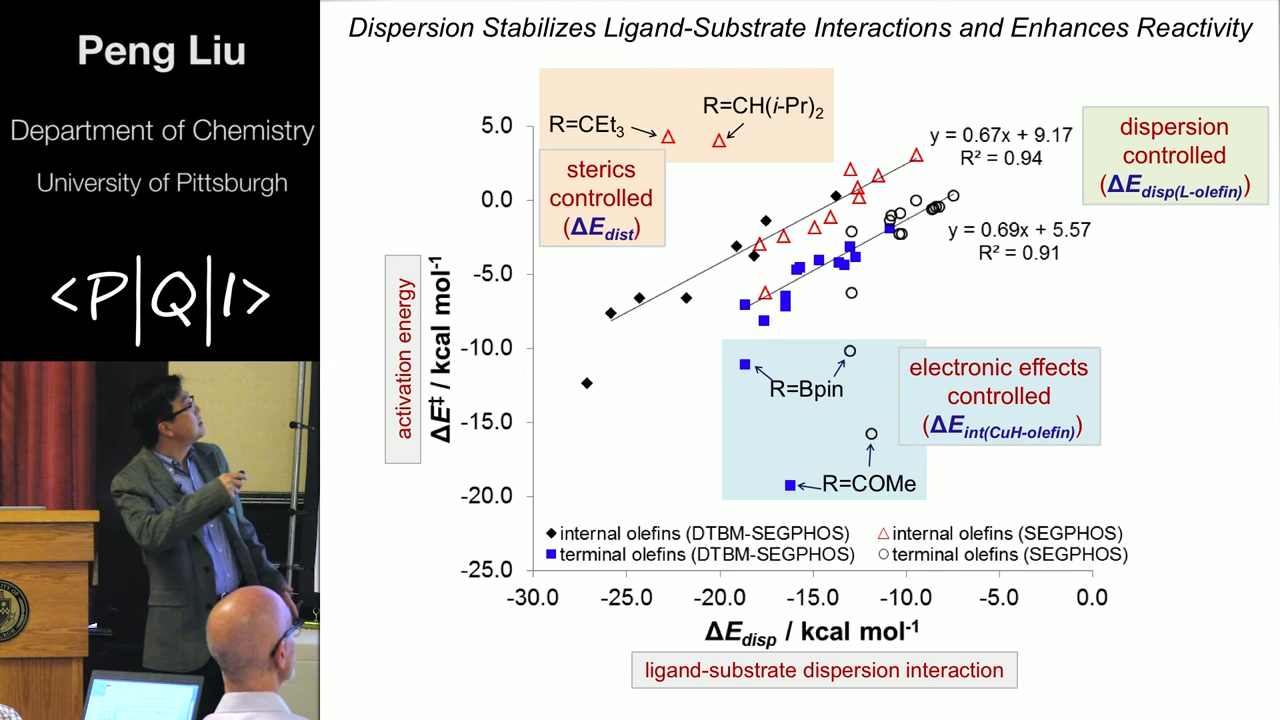 Peng Liu
Department of Chemistry
University of Pittsburgh
<P|Q|I>
Dispersion Stabilizes Ligand-Substrate Interactions and Enhances Reactivity
R=CEt3
R=CH(i-Pr)2
sterics
controlled
(ΔEdist)
y = 0.67x + 9.17
R² = 0.94
dispersion
controlled
(ΔEdisp(L-olefin))
y = 0.69x + 5.57
R² = 0.91
R=Bpin
R=COMe
electronic effects
controlled
(ΔEint(CuH-olefin))
activation energy
ΔE‡ / kcal mol-1
5.0
0.0
-5.0
-10.0
-15.0
-20.0
-25.0
internal olefins (DTBM-SEGPHOS)
internal olefins (SEGPHOS)
terminal olefins (DTBM-SEGPHOS)
terminal olefins (SEGPHOS)
-30.0 -25.0 -20.0 -15.0 -10.0 -5.0 0.0
ΔEdisp / kcal mol-1
ligand-substrate dispersion interaction